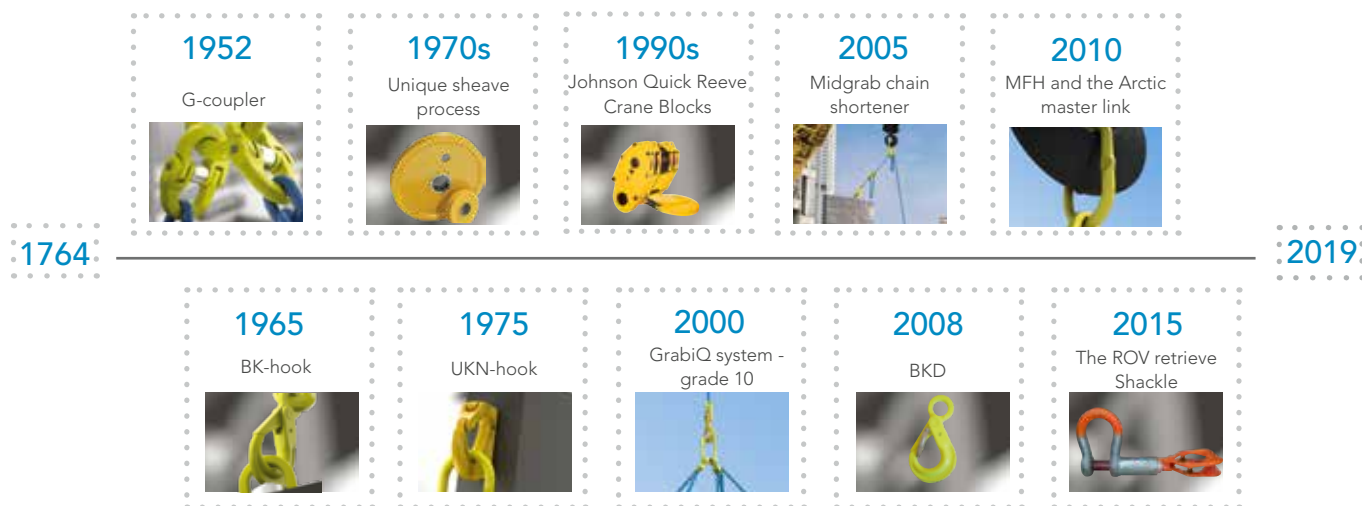 1952
G-coupler
1970s
Unique sheave
process
1990s
Johnson Quick Reeve
Crane Blocks
2005
Midgrab chain
shortener
2010
MFH and the Arctic
master link
1764
2019
1965
BK-hook
1975
UKN-hook
2000
GrabiQ system -
grade 10
2008
BKD
2015
The ROV retrieve
Shackle